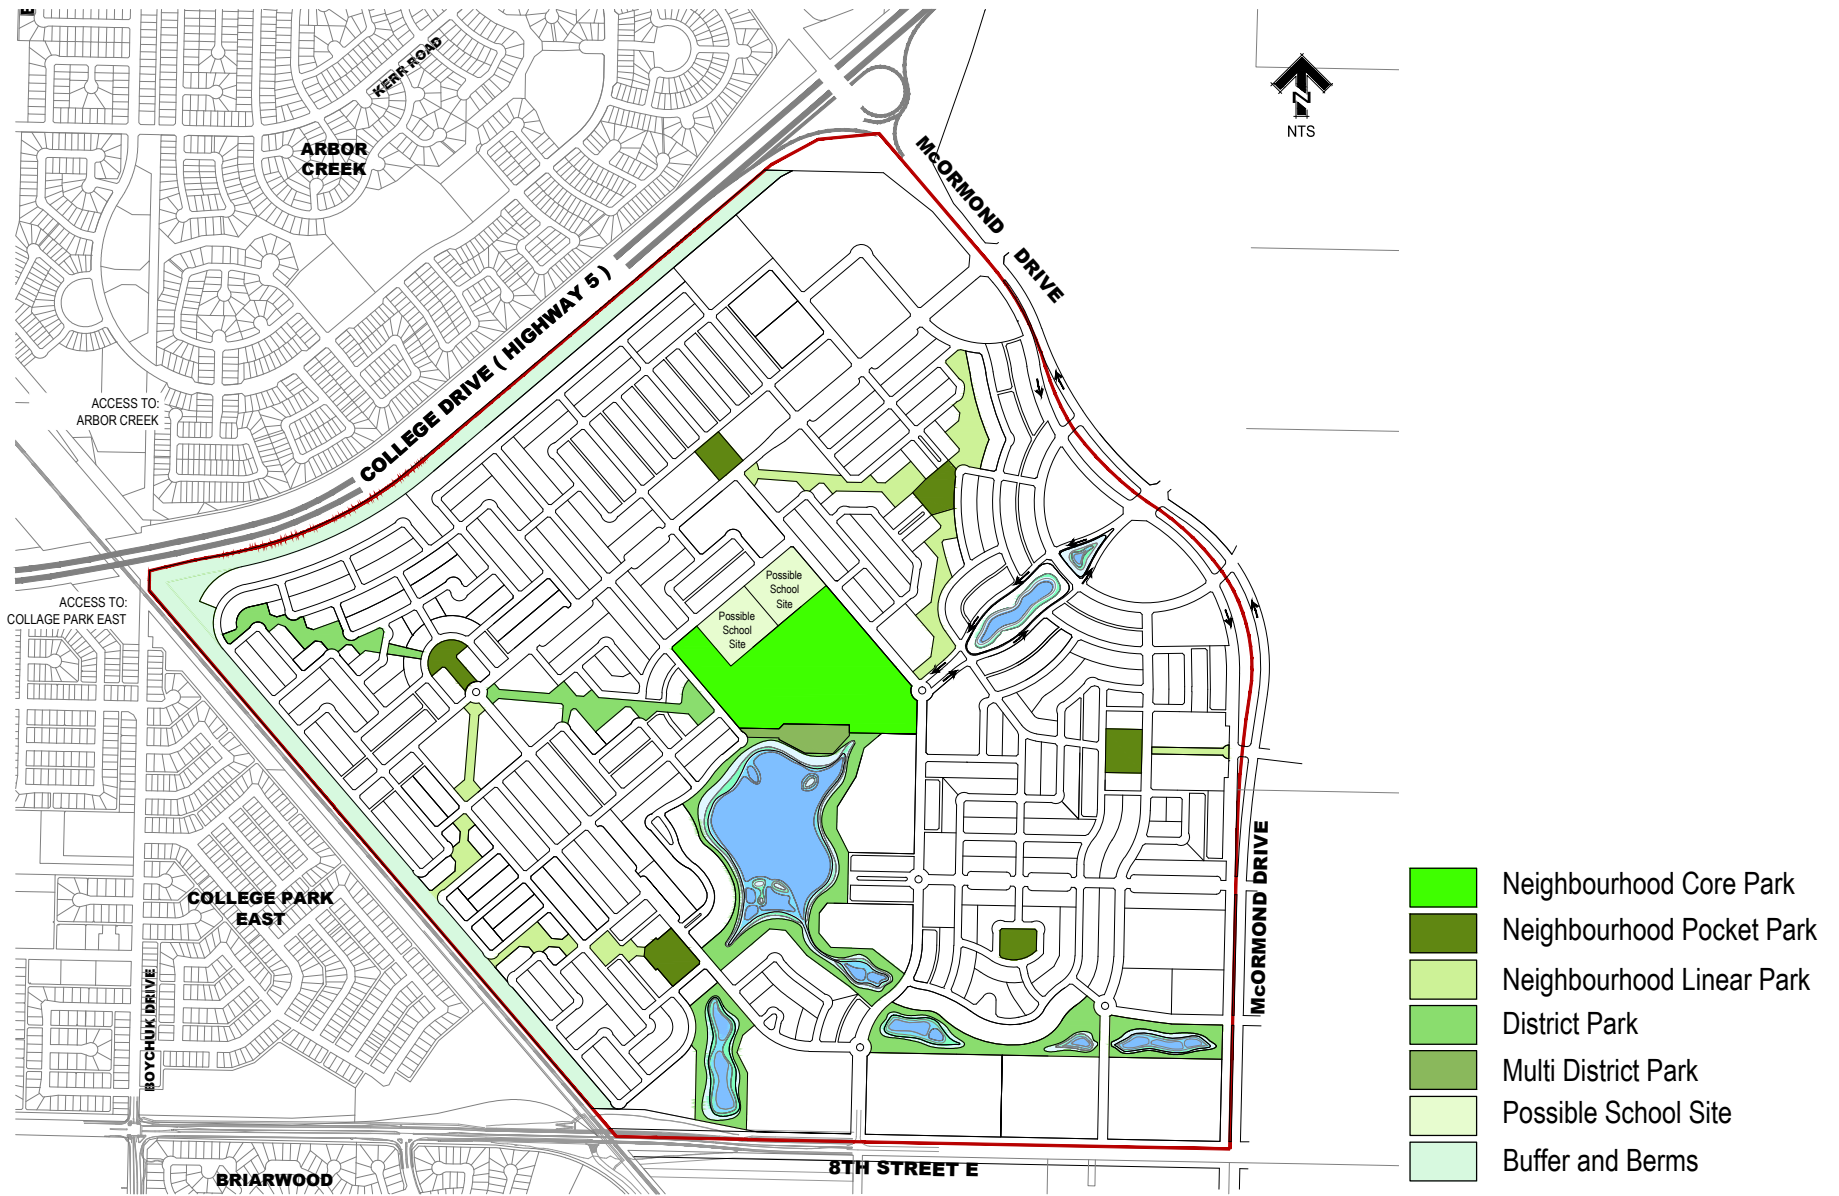 KERR ROAD
ARBOR
CREEK
N
NTS
McORMOND
DRIVE
COLLEGE DRIVE ( HIGHWAY 5 )
ACCESS TO:
ARBOR CREEK
ACCESS TO:
COLLAGE PARK EAST
Possible
School
Site
Possible
School
Site
COLLEGE PARK
EAST
BOYCHUK DRIVE
McORMOND DRIVE
8TH STREET E
BRIARWOOD
Neighbourhood Core Park
Neighbourhood Pocket Park
Neighbourhood Linear Park
District Park
Multi District Park
Possible School Site
Buffer and Berms